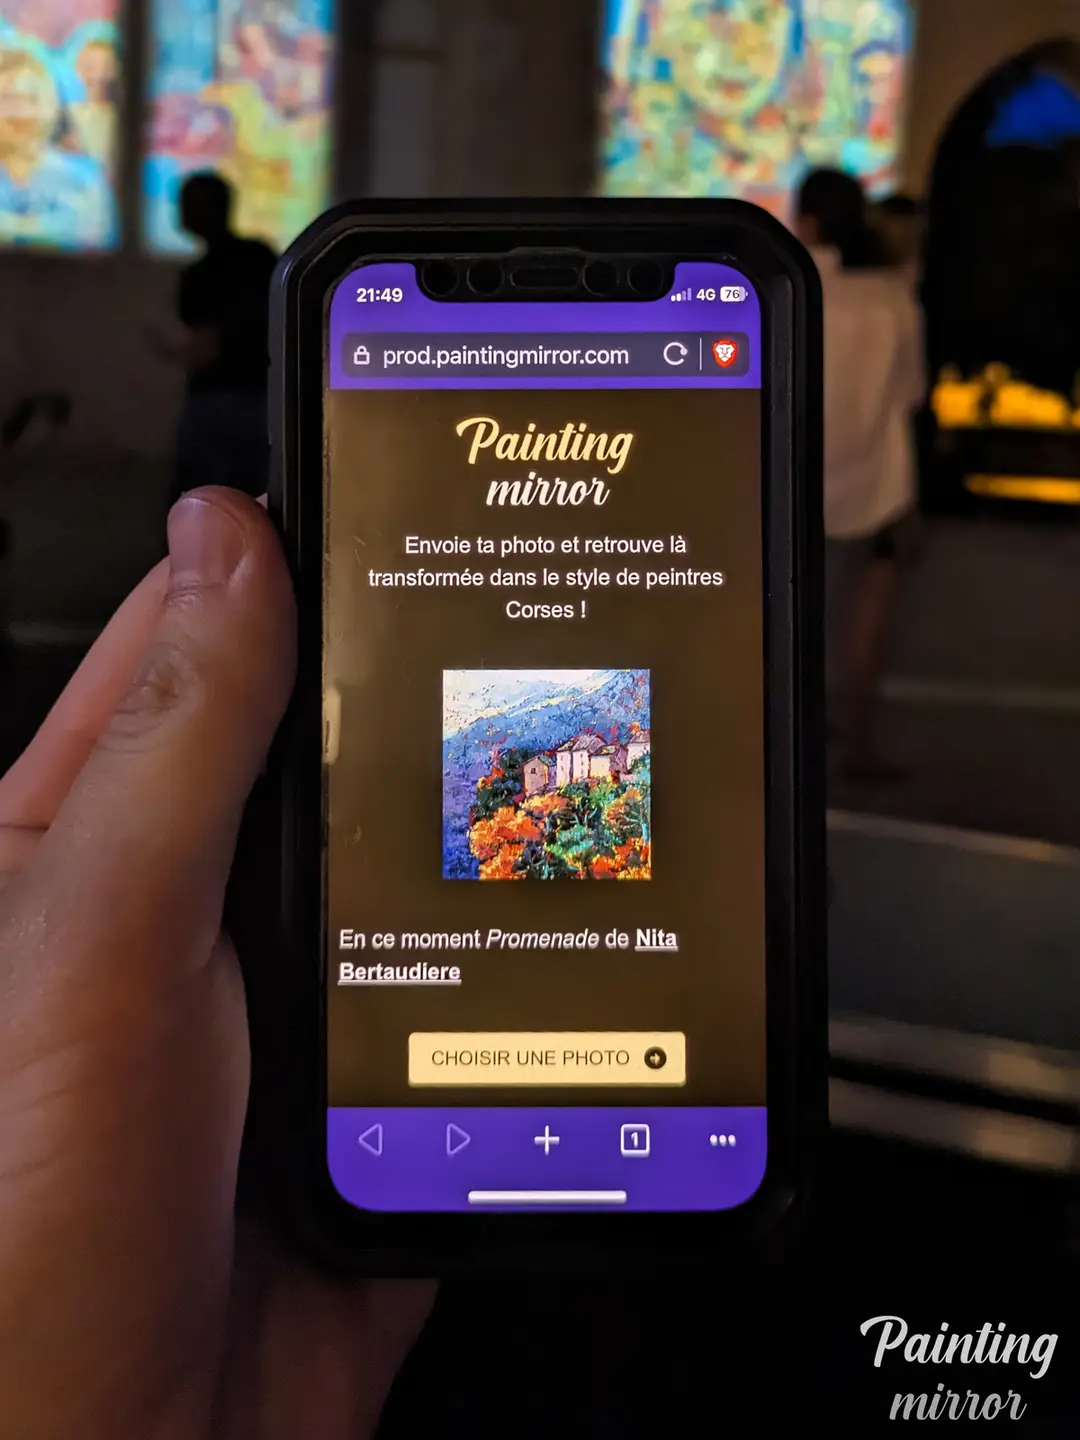 21:49
4G 76
prod.paintingmirror.com
Painting
mirror
Envoie ta photo et retrouve là
transformée dans le style de peintres
Corses !
En ce moment Promenade de Nita
Bertaudiere
CHOISIR UNE PHOTO
1
Painting
mirror